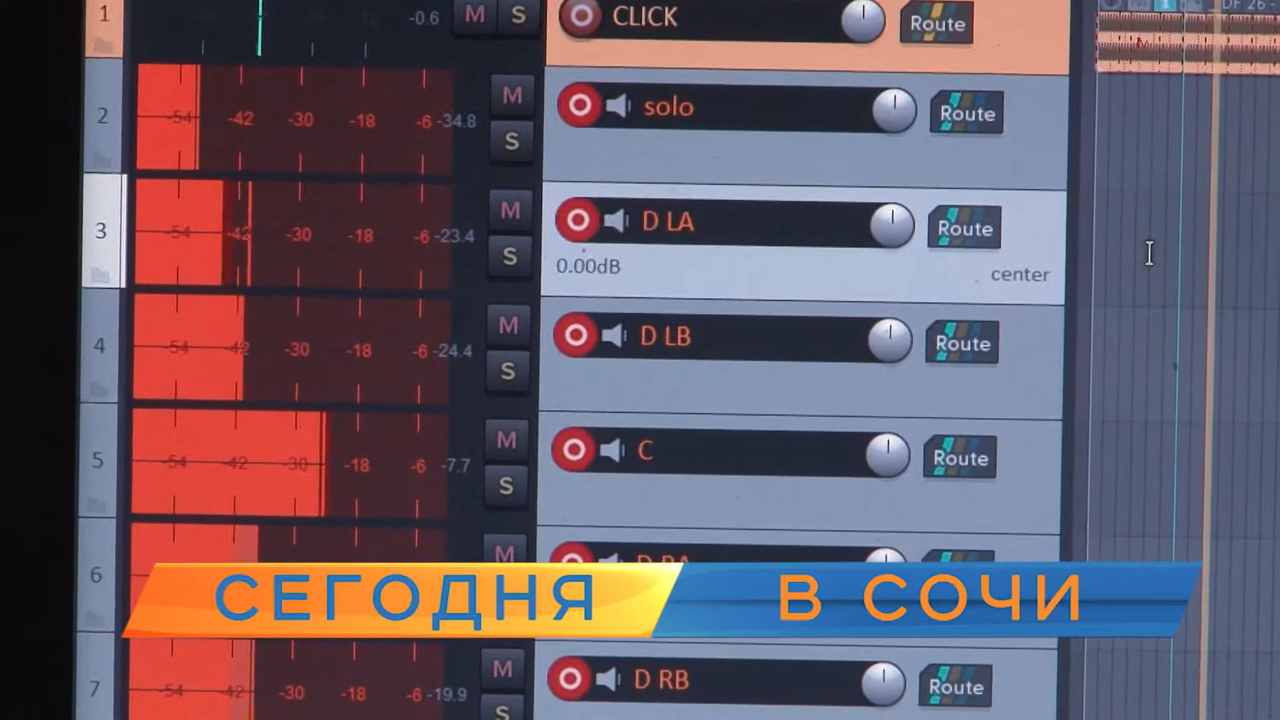 DF 26 -
1 -0.6 M S CLICK Route
2 -54 -42 -30 -18 -6 -34.8 M S solo Route
3 -54 -42 -30 -18 -6 -23.4 M S D LA Route
0.00dB center
4 -54 -42 -30 -18 -6 -24.4 M S D LB Route
5 -54 -42 -30 -18 -6 -7.7 M S C Route
6 M D RA
СЕГОДНЯ В СОЧИ
7 -54 -42 -30 -18 -6 -19.9 M S D RB Route